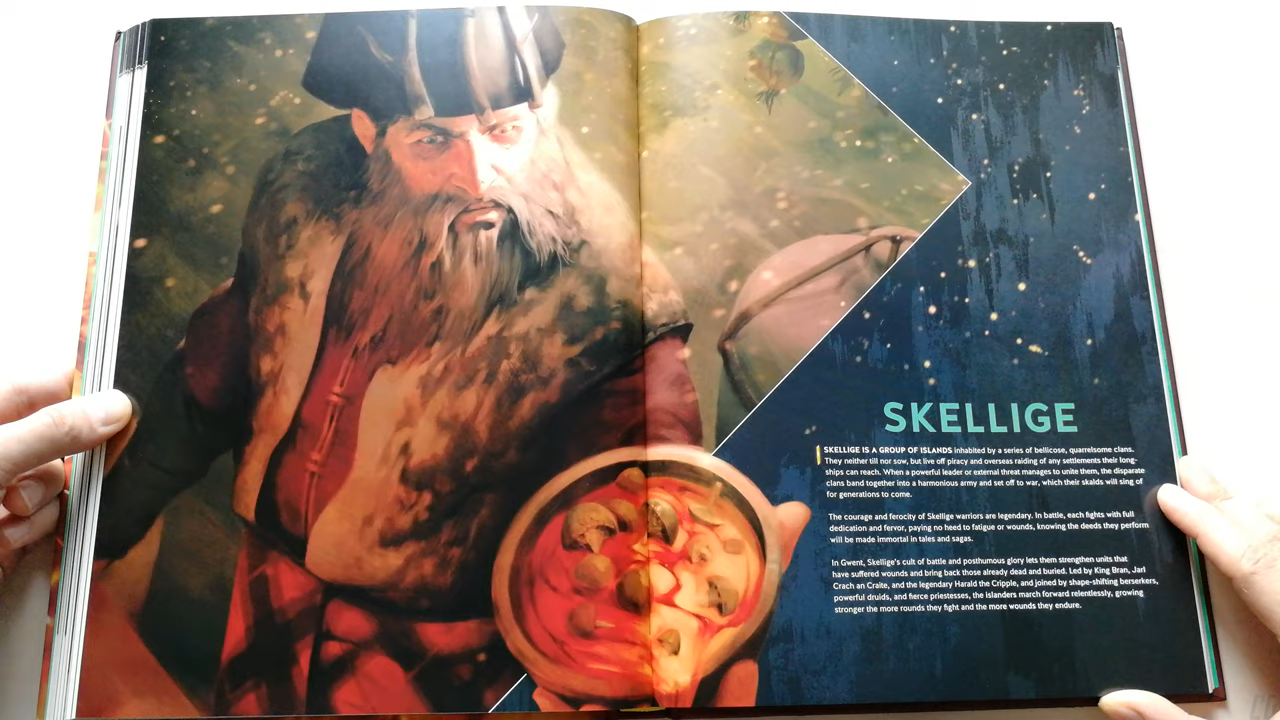 SKELLIGE
SKELLIGE IS A GROUP OF ISLANDS inhabited by a series of bellicose, quarrelsome clans.
They neither till nor sow, but live off piracy and overseas raiding of any settlements their long-
ships can reach. When a powerful leader or external threat manages to unite them, the disparate
clans band together into a harmonious army and set off to war, which their skalds will sing of
for generations to come.
The courage and ferocity of Skellige warriors are legendary. In battle, each fights with full
dedication and fervor, paying no heed to fatigue or wounds, knowing the deeds they perform
will be made immortal in tales and sagas.
In Gwent, Skellige's cult of battle and posthumous glory lets them strengthen units that
have suffered wounds and bring back those already dead and buried. Led by King Bran, Jarl
Crach an Craite, and the legendary Harald the Cripple, and joined by shape-shifting berserkers,
powerful druids, and fierce priestesses, the islanders march forward relentlessly, growing
stronger the more rounds they fight and the more wounds they endure.